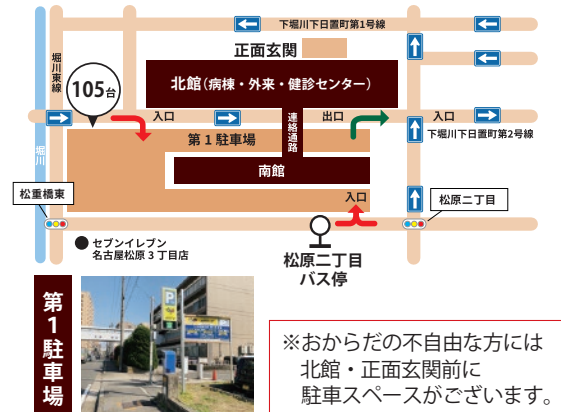 下堀川下日置町第1号線
正面玄関
堀川東線
105台
北館(病棟・外来・健診センター)
入口
連絡通路
出口
入口
下堀川下日置町第2号線
第1駐車場
堀川
南館
松重橋東
入口
松原二丁目
セブンイレブン
名古屋松原3丁目店
松原二丁目
バス停
第1駐車場
P
※おからだの不自由な方には
北館・正面玄関前に
駐車スペースがございます。